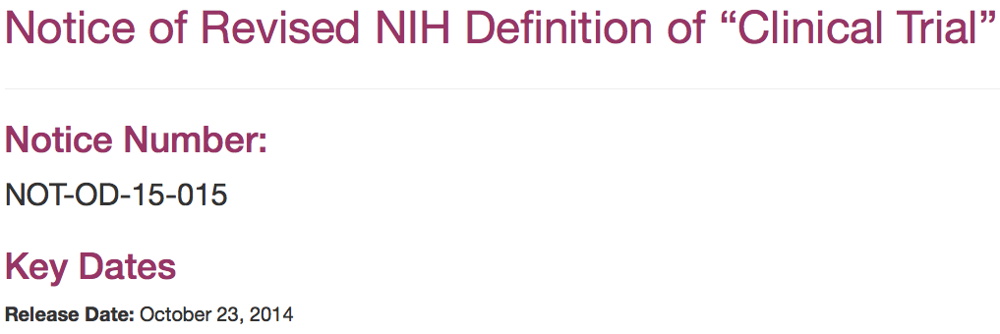 Notice of Revised NIH Definition of “Clinical Trial”
Notice Number:
NOT-OD-15-015
Key Dates
Release Date: October 23, 2014